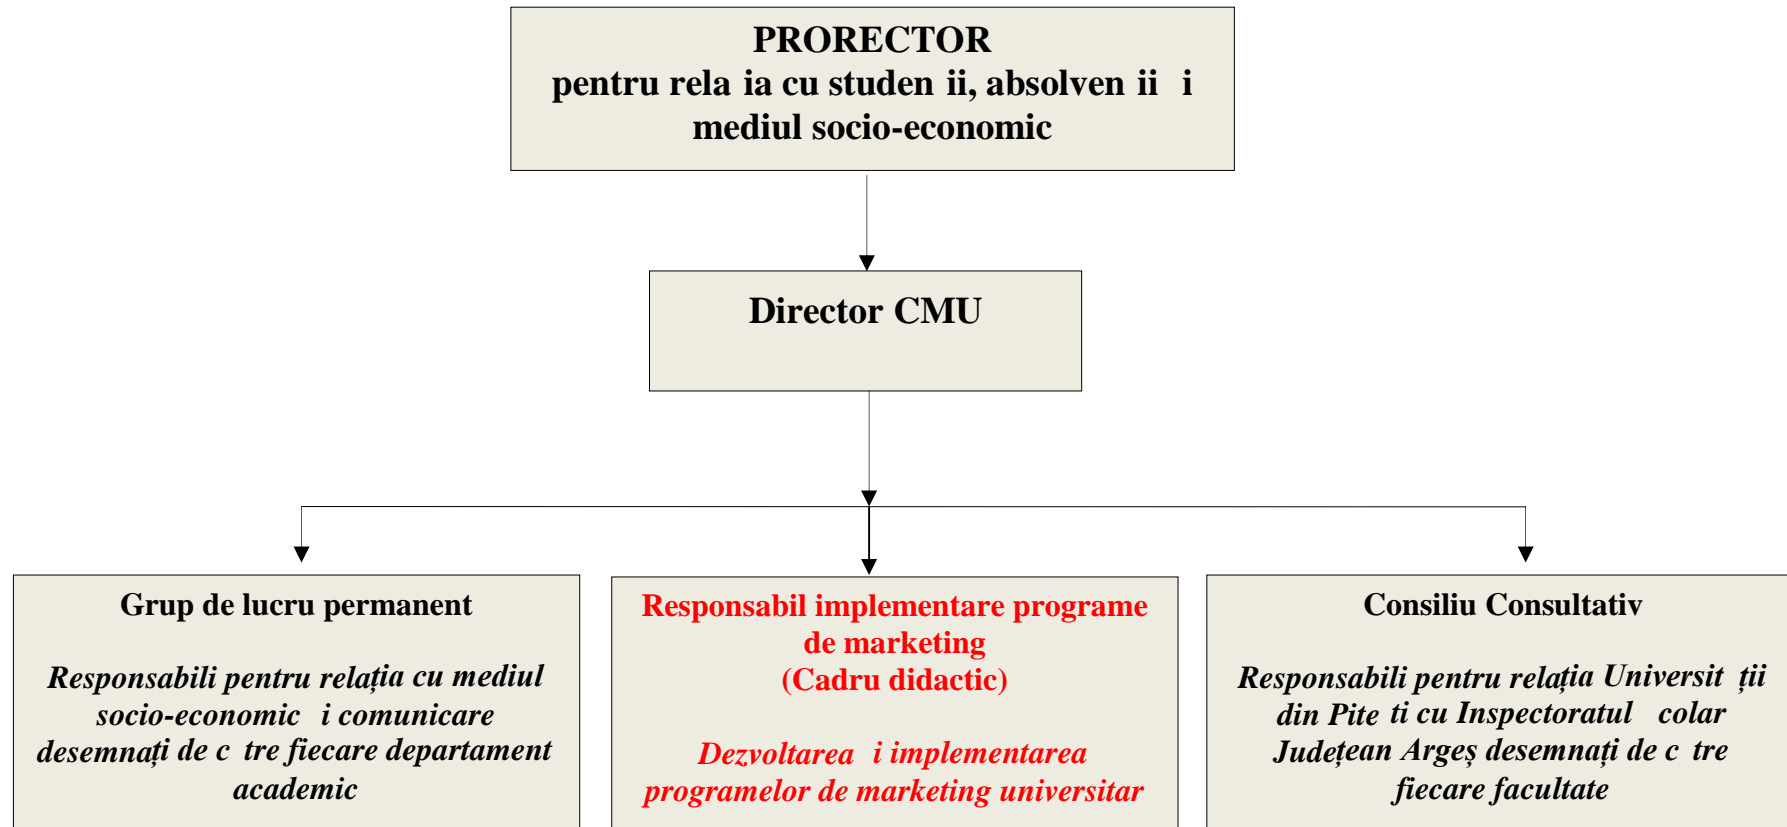 PRORECTOR
pentru rela ia cu studen ii, absolven ii i
mediul socio-economic
Director CMU
Grup de lucru permanent
Responsabili pentru relația cu mediul
socio-economic i comunicare
desemnați de c tre fiecare departament
academic
Responsabil implementare programe
de marketing
(Cadru didactic)
Dezvoltarea i implementarea
programelor de marketing universitar
Consiliu Consultativ
Responsabili pentru relația Universit ții
din Pite ti cu Inspectoratul colar
Județean Argeș desemnați de c tre
fiecare facultate